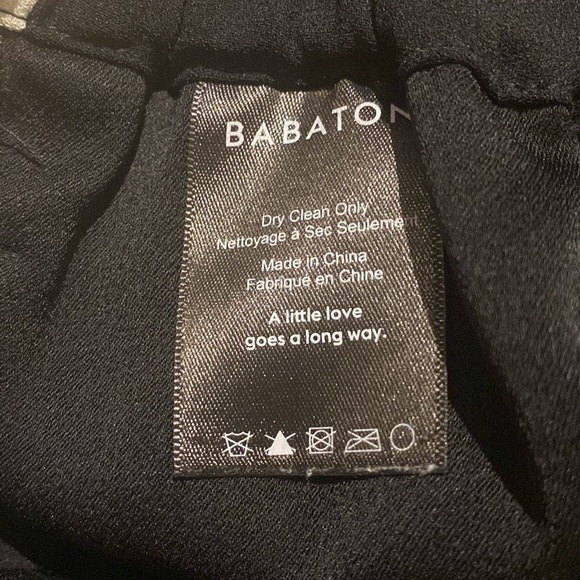 BABATON
Dry Clean Only
Nettoyage à Sec Seulement
Made in China
Fabriqué en Chine
A little love
goes a long way.